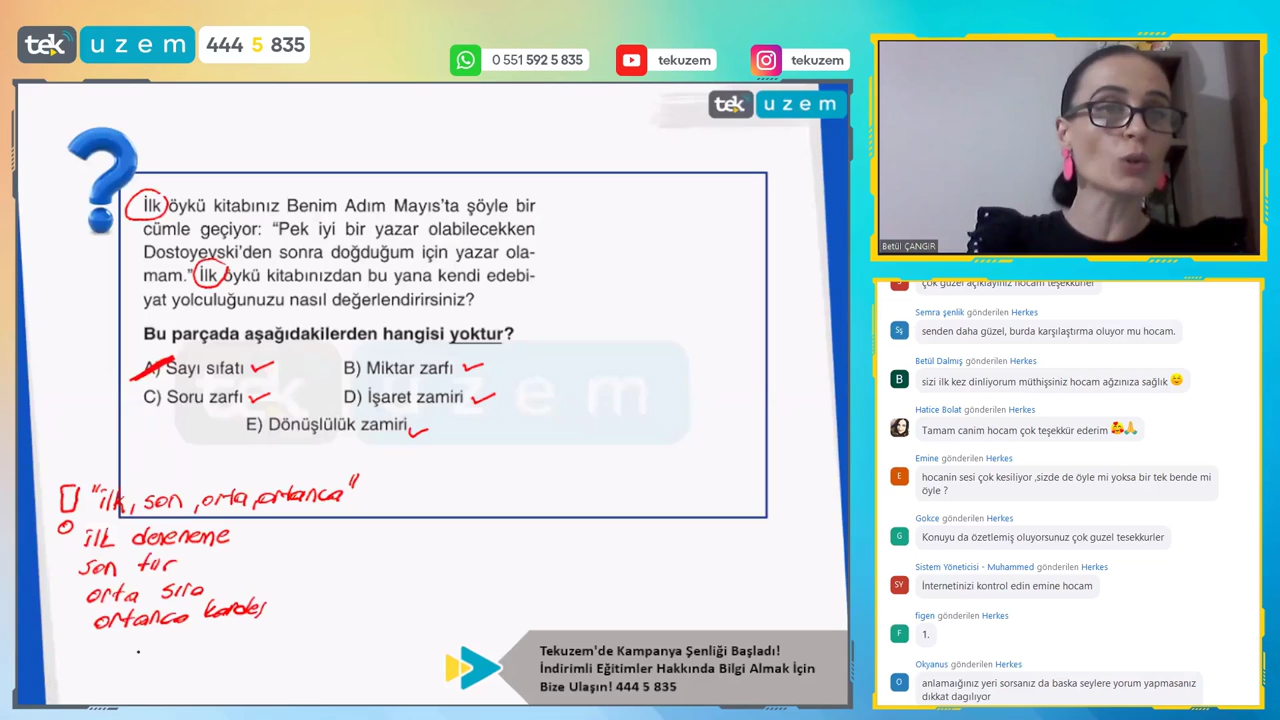 tek uzem 444 5 835
0 551 592 5 835
tekuzem
tekuzem
tek uzem
İlk öykü kitabınız Benim Adım Mayıs'ta şöyle bir
cümle geçiyor: “Pek iyi bir yazar olabilecekken
Dostoyevski'den sonra doğduğum için yazar ola-
mam.” İlk öykü kitabınızdan bu yana kendi edebi-
yat yolculuğunuzu nasıl değerlendirirsiniz?
Bu parçada aşağıdakilerden hangisi yoktur?
A) Sayı sıfatı
B) Miktar zarfı
C) Soru zarfı
D) İşaret zamiri
E) Dönüşlülük zamiri
"ilk, son, orta, ortanca"
ilk deneneme
son tur
orta sıra
ortanca kardeş
Tekuzem'de Kampanya Şenliği Başladı!
İndirimli Eğitimler Hakkında Bilgi Almak İçin
Bize Ulaşın! 444 5 835
Betül ÇANGIR
çok güzel açıklayınız hocam teşekkürler
Sş
Semra şenlik gönderilen Herkes
senden daha güzel, burda karşılaştırma oluyor mu hocam.
B
Betül Dalmış gönderilen Herkes
sizi ilk kez dinliyorum müthişsiniz hocam ağzınıza sağlık
Hatice Bolat gönderilen Herkes
Tamam canim hocam çok teşekkür ederim
E
Emine gönderilen Herkes
hocanin sesi çok kesiliyor ,sizde de öyle mi yoksa bir tek bende mi
öyle ?
G
Gokce gönderilen Herkes
Konuyu da özetlemiş oluyorsunuz çok guzel tesekkurler
SY
Sistem Yöneticisi - Muhammed gönderilen Herkes
İnternetinizi kontrol edin emine hocam
F
figen gönderilen Herkes
1.
O
Okyanus gönderilen Herkes
anlamaığınız yeri sorsanız da baska seylere yorum yapmasanız
dıkkat dagılıyor